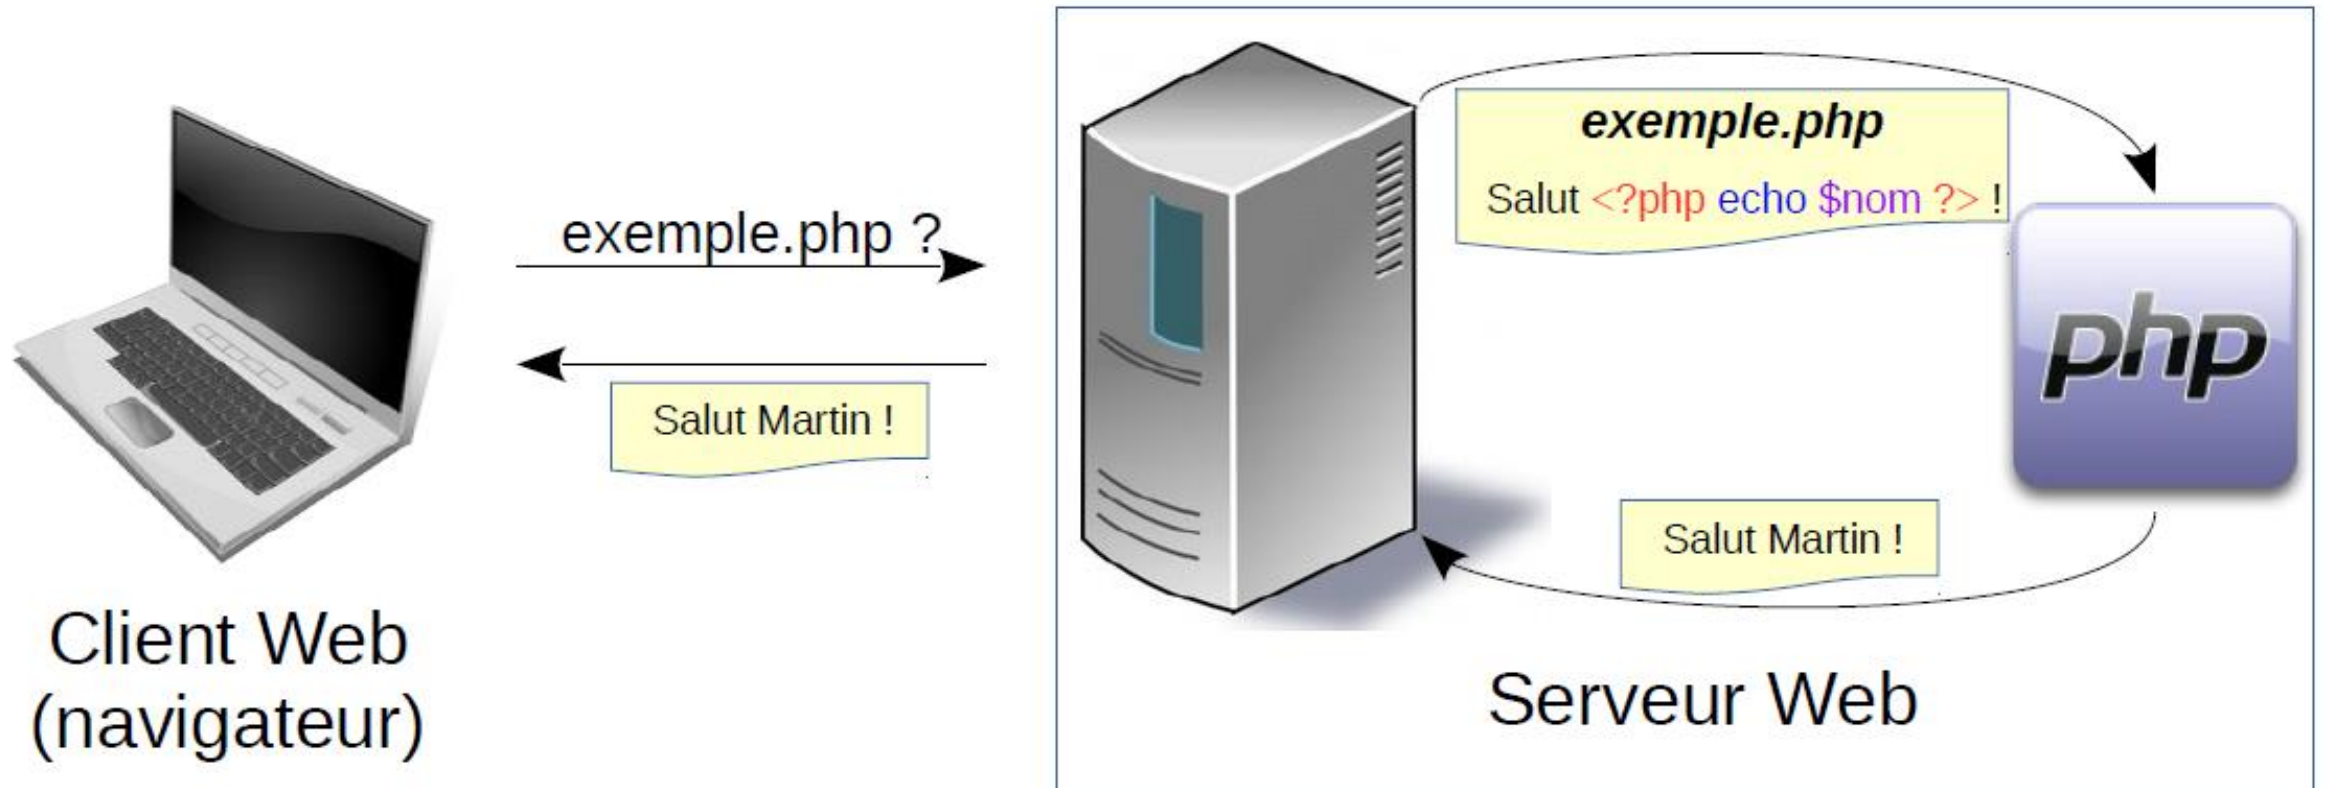 exemple.php ?
Salut Martin !
Client Web
(navigateur)
exemple.php
Salut <?php echo $nom ?> !
php
Salut Martin !
Serveur Web